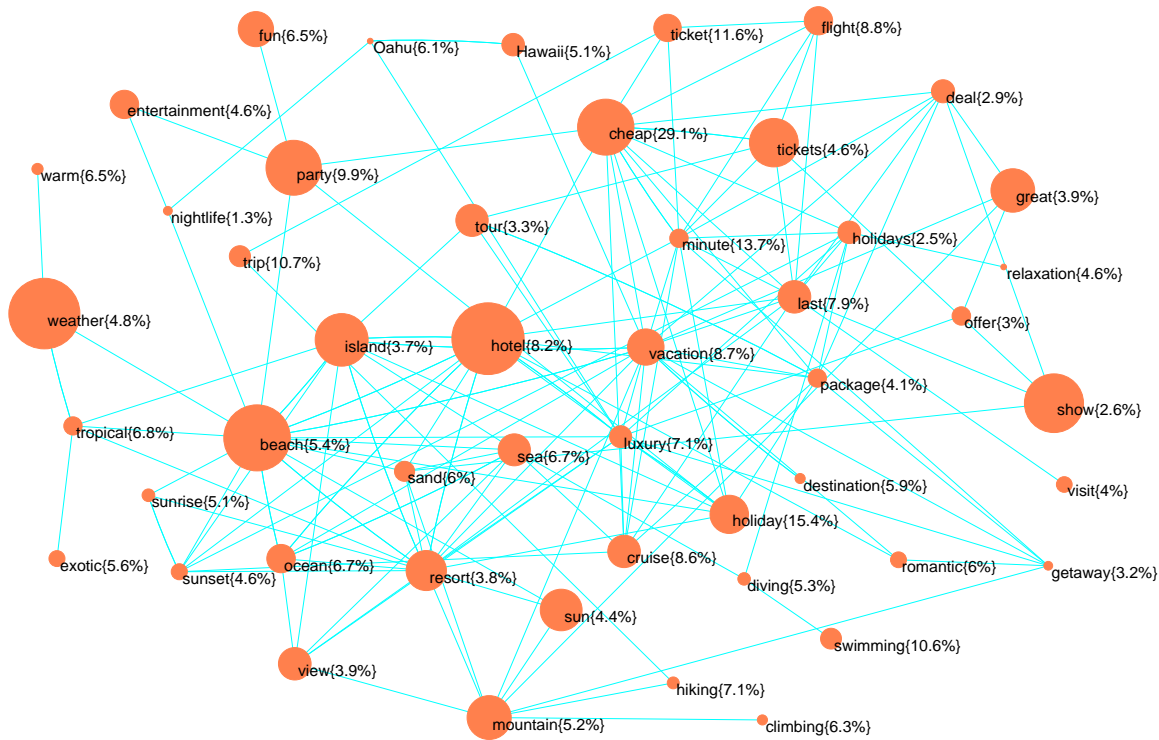 fun{6.5%}
Oahu{6.1%}
Hawaii{5.1%}
ticket{11.6%}
flight{8.8%}
entertainment{4.6%}
deal{2.9%}
cheap{29.1%}
tickets{4.6%}
warm{6.5%}
party{9.9%}
great{3.9%}
nightlife{1.3%}
tour{3.3%}
minute{13.7%}
holidays{2.5%}
trip{10.7%}
relaxation{4.6%}
last{7.9%}
weather{4.8%}
offer{3%}
island{3.7%}
hotel{8.2%}
vacation{8.7%}
package{4.1%}
show{2.6%}
tropical{6.8%}
beach{5.4%}
luxury{7.1%}
sea{6.7%}
sand{6%}
destination{5.9%}
visit{4%}
sunrise{5.1%}
holiday{15.4%}
exotic{5.6%}
sunset{4.6%}
ocean{6.7%}
resort{3.8%}
cruise{8.6%}
romantic{6%}
getaway{3.2%}
diving{5.3%}
sun{4.4%}
swimming{10.6%}
view{3.9%}
hiking{7.1%}
mountain{5.2%}
climbing{6.3%}